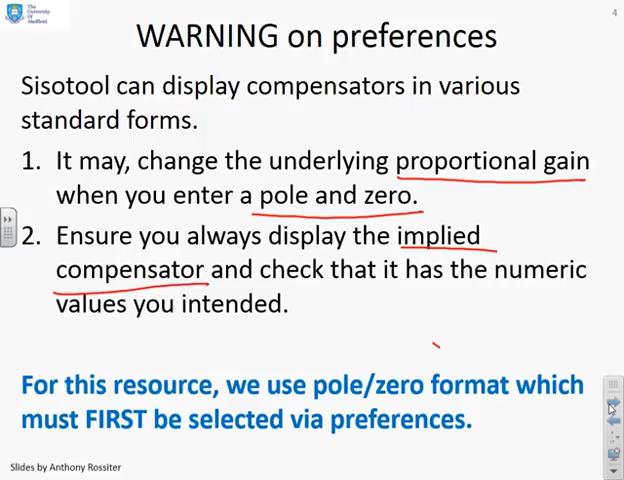 The
University
Of
Sheffield.
4
WARNING on preferences
Sisotool can display compensators in various
standard forms.
1. It may, change the underlying proportional gain
when you enter a pole and zero.
2. Ensure you always display the implied
compensator and check that it has the numeric
values you intended.
For this resource, we use pole/zero format which
must FIRST be selected via preferences.
Slides by Anthony Rossiter